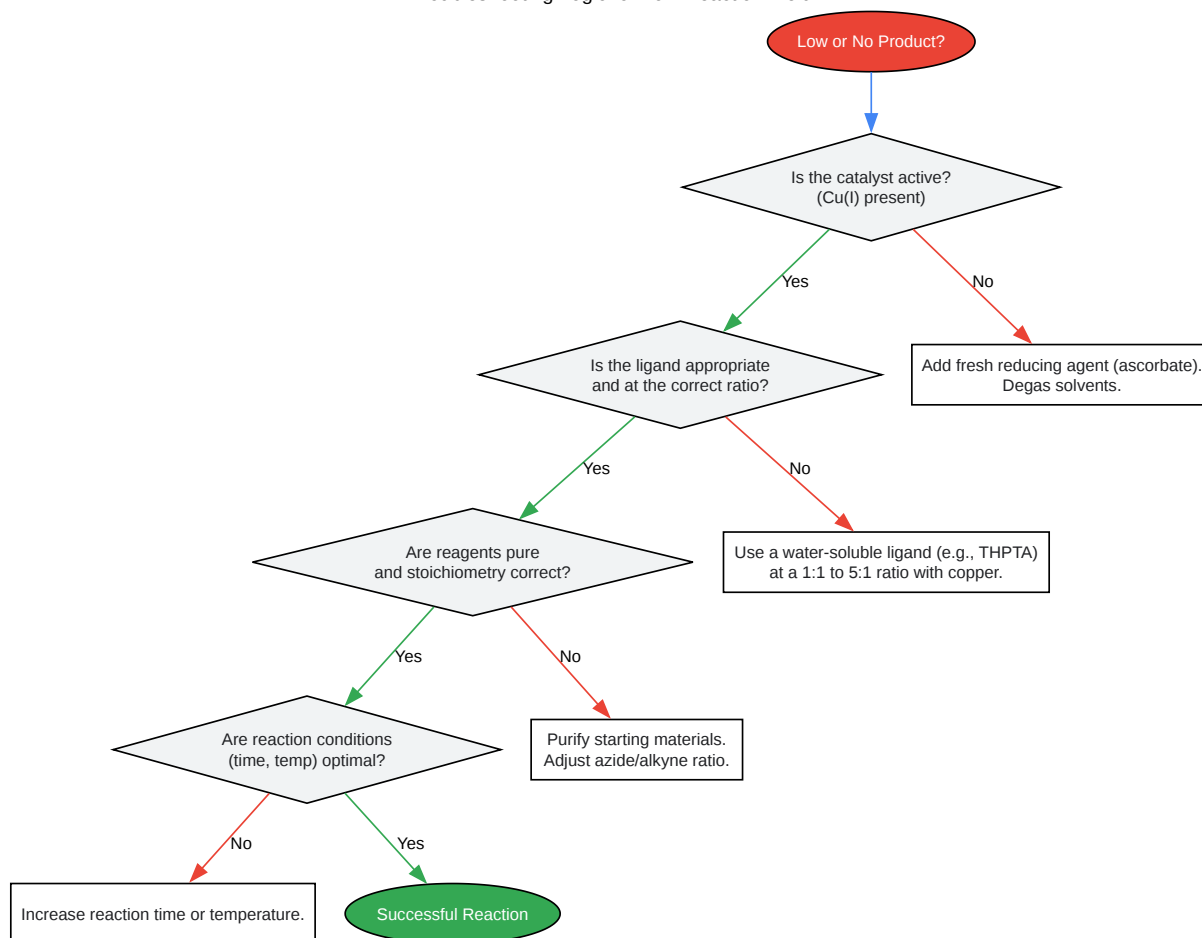 Low or No Product?
Is the catalyst active?
(Cu(I) present)
Yes
No
Is the ligand appropriate
and at the correct ratio?
Add fresh reducing agent (ascorbate).
Degas solvents.
Yes
No
Are reagents pure
and stoichiometry correct?
Use a water-soluble ligand (e.g., THPTA)
at a 1:1 to 5:1 ratio with copper.
Yes
No
Are reaction conditions
(time, temp) optimal?
Purify starting materials.
Adjust azide/alkyne ratio.
No
Yes
Increase reaction time or temperature.
Successful Reaction